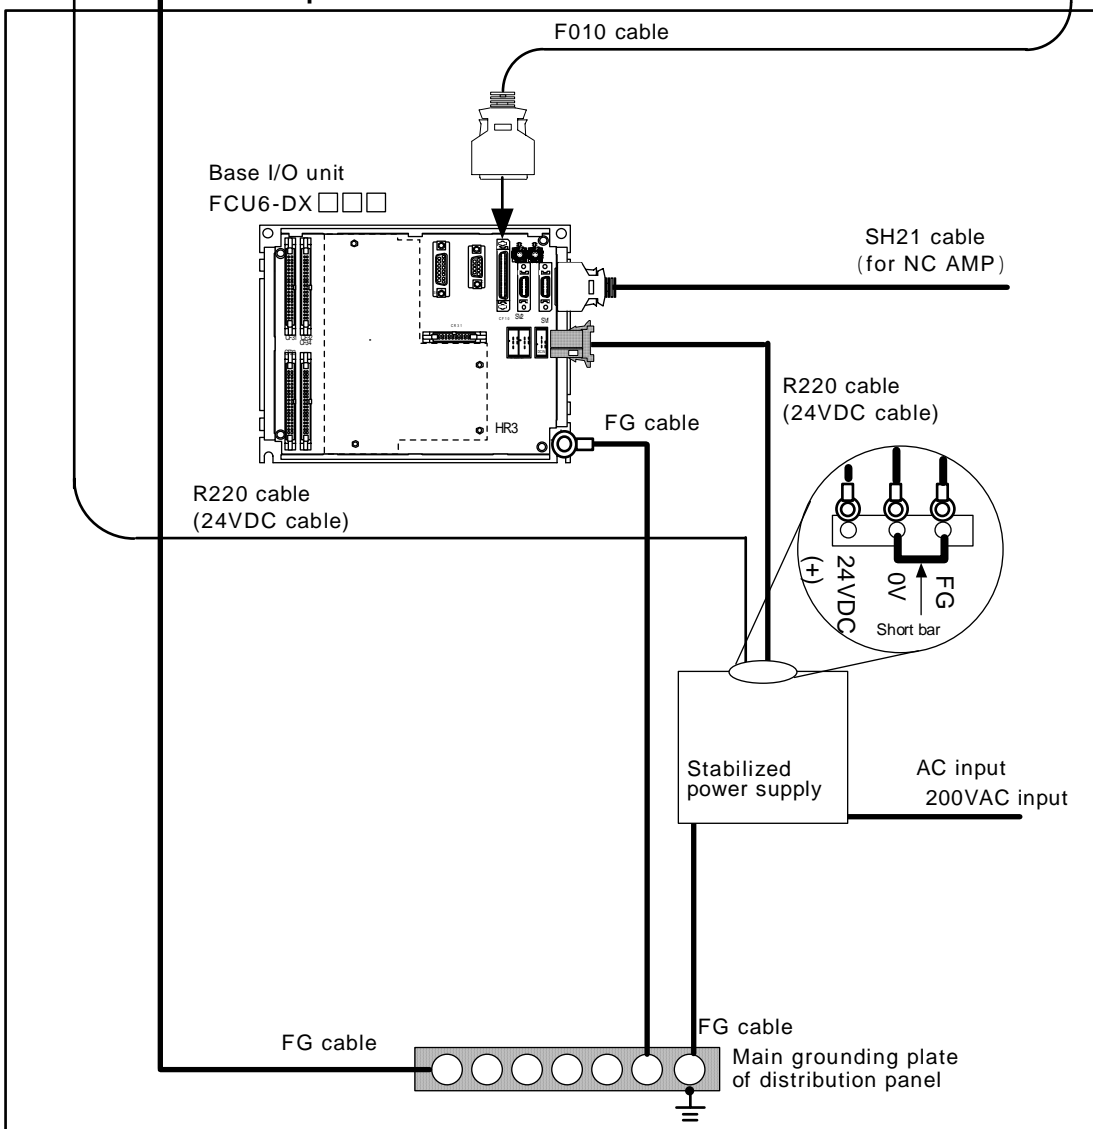 F010 cable
Base I/O unit
FCU6-DX □□□
SH21 cable
(for NC AMP)
R220 cable
(24VDC cable)
HR3
FG cable
R220 cable
(24VDC cable)
24VDC
(+)
0V
FG
Short bar
Stabilized
power supply
AC input
200VAC input
FG cable
FG cable
Main grounding plate
of distribution panel